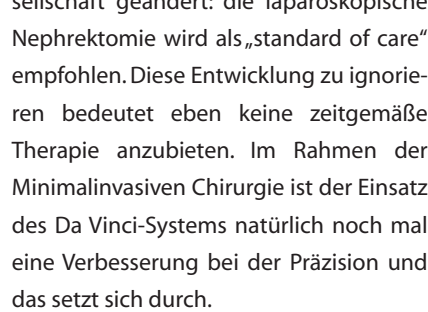 sellschaft geändert: die laparoskopische
Nephrektomie wird als „standard of care“
empfohlen. Diese Entwicklung zu ignorie-
ren bedeutet eben keine zeitgemäße
Therapie anzubieten. Im Rahmen der
Minimalinvasiven Chirurgie ist der Einsatz
des Da Vinci-Systems natürlich noch mal
eine Verbesserung bei der Präzision und
das setzt sich durch.